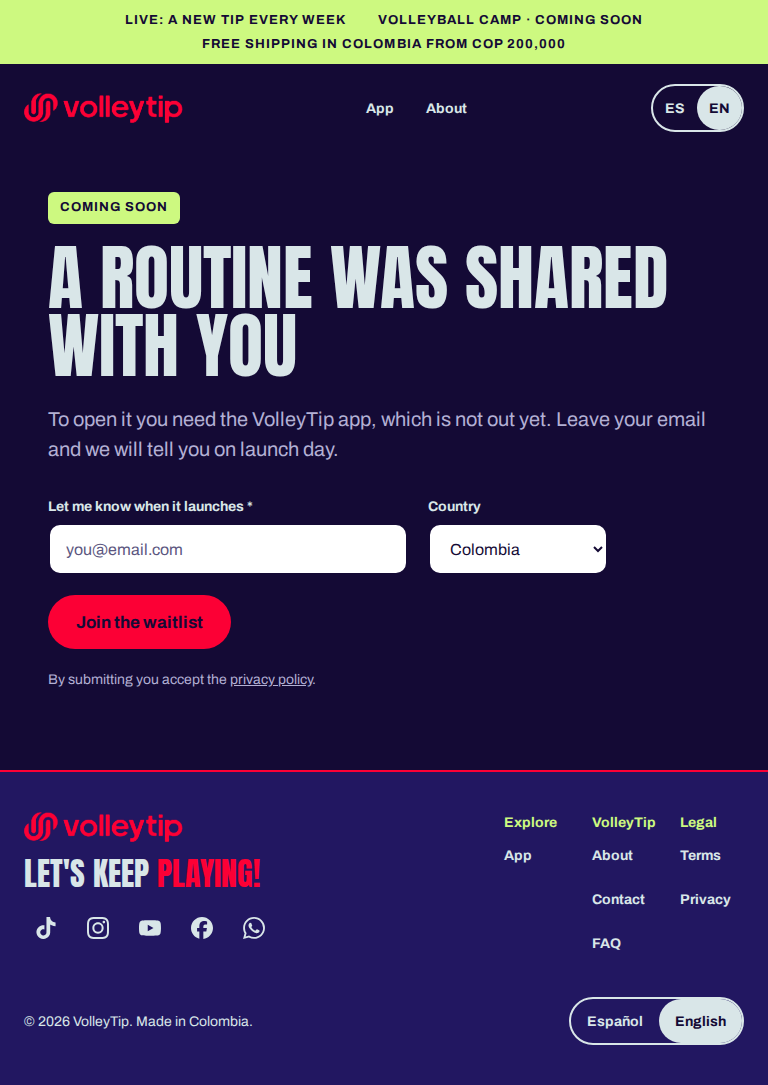 LIVE: A NEW TIP EVERY WEEK VOLLEYBALL CAMP · COMING SOON
FREE SHIPPING IN COLOMBIA FROM COP 200,000
volleytip App About ES EN
COMING SOON
A ROUTINE WAS SHARED
WITH YOU
To open it you need the VolleyTip app, which is not out yet. Leave your email
and we will tell you on launch day.
Let me know when it launches * Country
you@email.com Colombia
Join the waitlist
By submitting you accept the privacy policy.
volleytip Explore VolleyTip Legal
LET'S KEEP PLAYING! App About Terms
Contact Privacy
FAQ
© 2026 VolleyTip. Made in Colombia. Español English